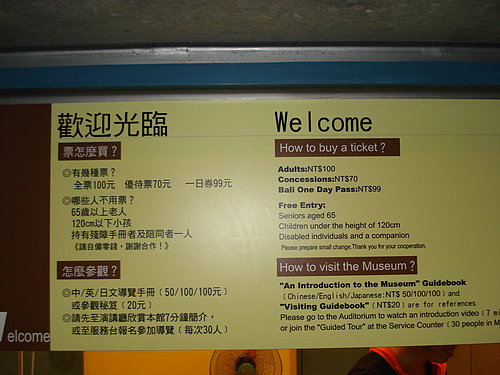 歡迎光臨
票怎麼買?
◎有幾種票?
全票100元 優待票70元 一日券99元
◎哪些人不用票?
65歲以上老人
120cm以下小孩
持有殘障手冊者及陪同者一人
《請自備零錢,謝謝合作!》
怎麼參觀?
◎中/英/日文導覽手冊(50/100/100元)
或參觀秘笈(20元)
◎請先至演講廳欣賞本館7分鐘簡介,
或至服務台報名參加導覽(每次30人)
Welcome
How to buy a ticket?
Adults:NT$100
Concessions:NT$70
Bali One Day Pass:NT$99
Free Entry:
Seniors aged 65
Children under the height of 120cm
Disabled individuals and a companion
Please prepare small change.Thank you for your cooperation.
How to visit the Museum?
"An Introduction to the Museum" Guidebook
(Chinese/English/Japanese:NT$ 50/100/100) and
"Visiting Guidebook" (NT$20) are for references
Please go to the Auditorium to watch an introduction video (7 mi
or join the "Guided Tour" at the Service Counter (30 people in M
elcome